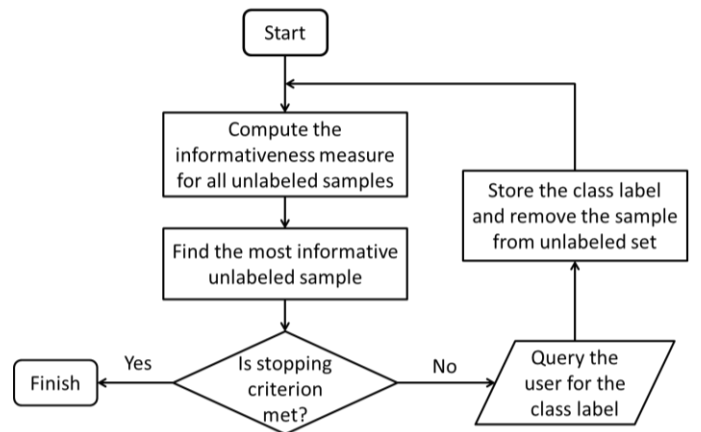 Start
Compute the
informativeness measure
for all unlabeled samples
Find the most informative
unlabeled sample
Is stopping
criterion
met?
Yes
Finish
No
Query the
user for the
class label
Store the class label
and remove the sample
from unlabeled set